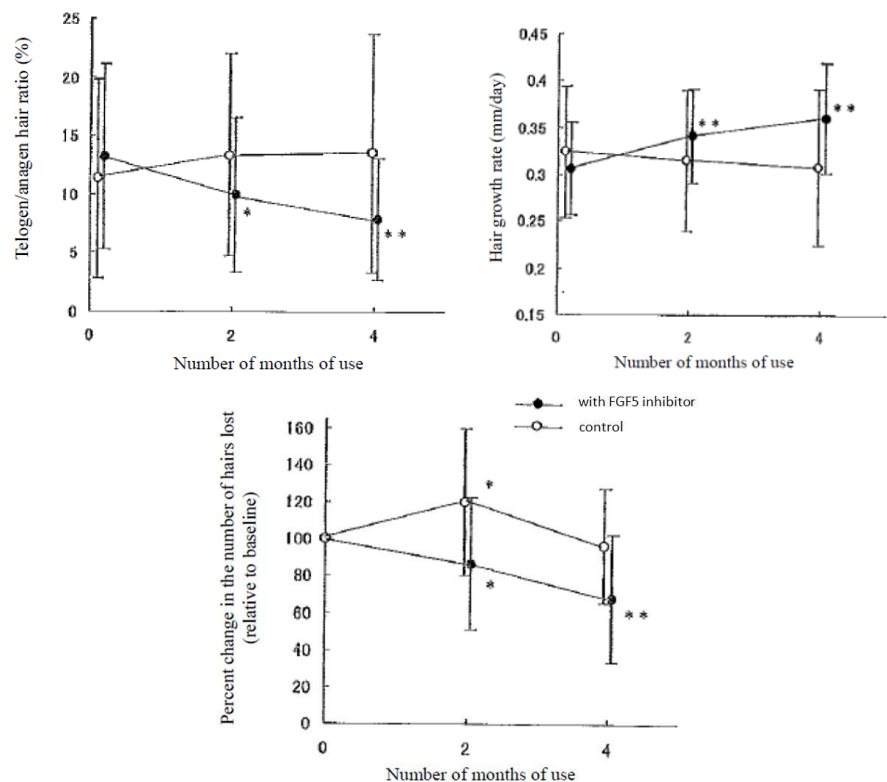 Telogen/anagen hair ratio (%)
25
20
15
10
5
0
*
* *
0 2 4
Number of months of use
Hair growth rate (mm/day)
0.45
0.4
0.35
0.3
0.25
0.2
0.15
* *
* *
0 2 4
Number of months of use
with FGF5 inhibitor
control
Percent change in the number of hairs lost
(relative to baseline)
160
140
120
100
80
60
40
20
0
*
*
* *
0 2 4
Number of months of use